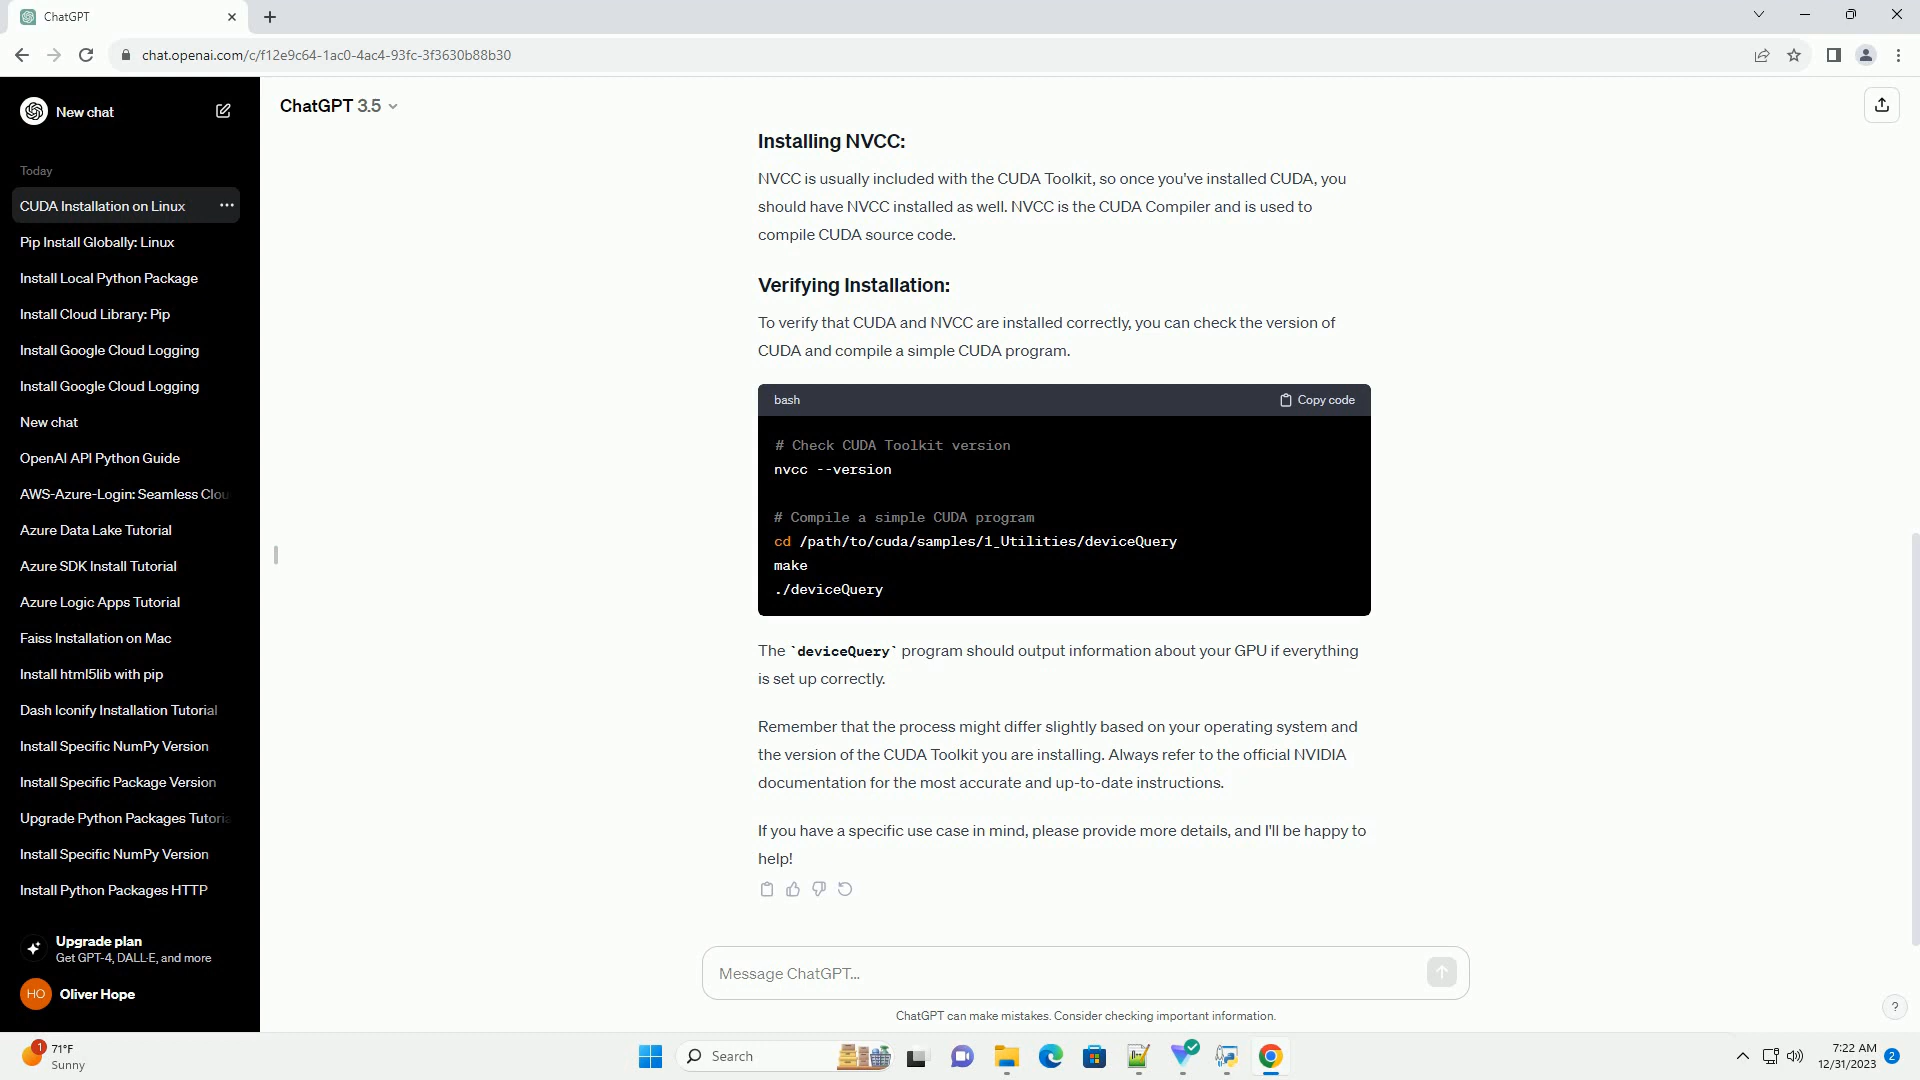 ChatGPT
chat.openai.com/c/f12e9c64-1ac0-4ac4-93fc-3f3630b88b30
New chat
ChatGPT 3.5
Today
CUDA Installation on Linux
Pip Install Globally: Linux
Install Local Python Package
Install Cloud Library: Pip
Install Google Cloud Logging
Install Google Cloud Logging
New chat
OpenAI API Python Guide
AWS-Azure-Login: Seamless Clou
Azure Data Lake Tutorial
Azure SDK Install Tutorial
Azure Logic Apps Tutorial
Faiss Installation on Mac
Install html5lib with pip
Dash Iconify Installation Tutorial
Install Specific NumPy Version
Install Specific Package Version
Upgrade Python Packages Tutoria
Install Specific NumPy Version
Install Python Packages HTTP
Upgrade plan
Get GPT-4, DALL·E, and more
HO Oliver Hope
Installing NVCC:
NVCC is usually included with the CUDA Toolkit, so once you've installed CUDA, you
should have NVCC installed as well. NVCC is the CUDA Compiler and is used to
compile CUDA source code.
Verifying Installation:
To verify that CUDA and NVCC are installed correctly, you can check the version of
CUDA and compile a simple CUDA program.
bash Copy code
# Check CUDA Toolkit version
nvcc --version
# Compile a simple CUDA program
cd /path/to/cuda/samples/1_Utilities/deviceQuery
make
./deviceQuery
The `deviceQuery` program should output information about your GPU if everything
is set up correctly.
Remember that the process might differ slightly based on your operating system and
the version of the CUDA Toolkit you are installing. Always refer to the official NVIDIA
documentation for the most accurate and up-to-date instructions.
If you have a specific use case in mind, please provide more details, and I'll be happy to
help!
Message ChatGPT...
ChatGPT can make mistakes. Consider checking important information.
?
1 71°F
Sunny
Search
7:22 AM
12/31/2023 2